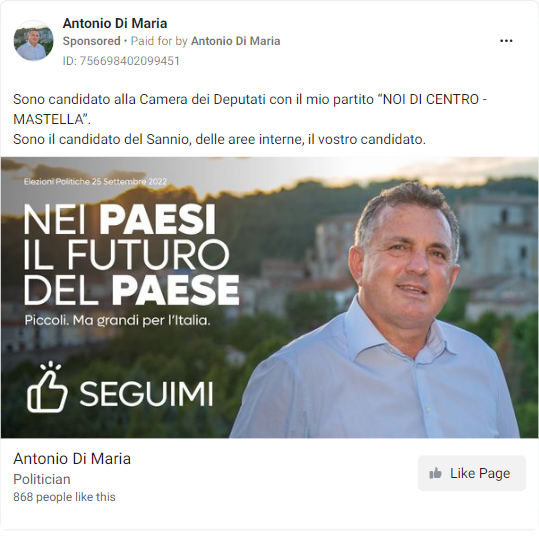 Antonio Di Maria
Sponsored • Paid for by Antonio Di Maria
ID: 756698402099451
Sono candidato alla Camera dei Deputati con il mio partito “NOI DI CENTRO -
MASTELLA”.
Sono il candidato del Sannio, delle aree interne, il vostro candidato.
Elezioni Politiche 25 Settembre 2022
NEI PAESI
IL FUTURO
DEL PAESE
Piccoli. Ma grandi per l'Italia.
SEGUIMI
Antonio Di Maria
Politician
868 people like this
Like Page